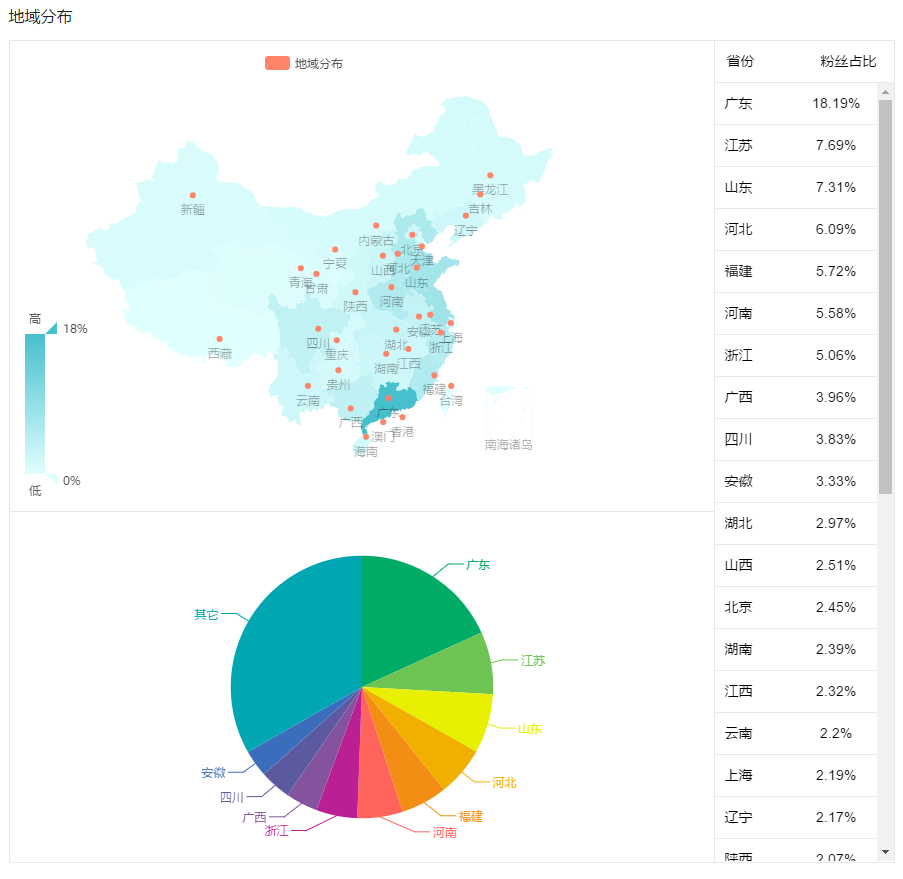 地域分布
地域分布
新疆
黑龙江
吉林
辽宁
内蒙古
北京
天津
宁夏
山西
河北
山东
青海
甘肃
陕西
河南
西藏
四川
重庆
湖北
安徽
江苏
上海
浙江
湖南
江西
贵州
福建
云南
台湾
广西
广东
澳门
香港
海南
南海诸岛
高
18%
0%
低
省份 粉丝占比
广东 18.19%
江苏 7.69%
山东 7.31%
河北 6.09%
福建 5.72%
河南 5.58%
浙江 5.06%
广西 3.96%
四川 3.83%
安徽 3.33%
湖北 2.97%
山西 2.51%
北京 2.45%
湖南 2.39%
江西 2.32%
云南 2.2%
上海 2.19%
辽宁 2.17%
陕西 2.07%
广东
江苏
山东
河北
福建
河南
浙江
广西
四川
安徽
其它